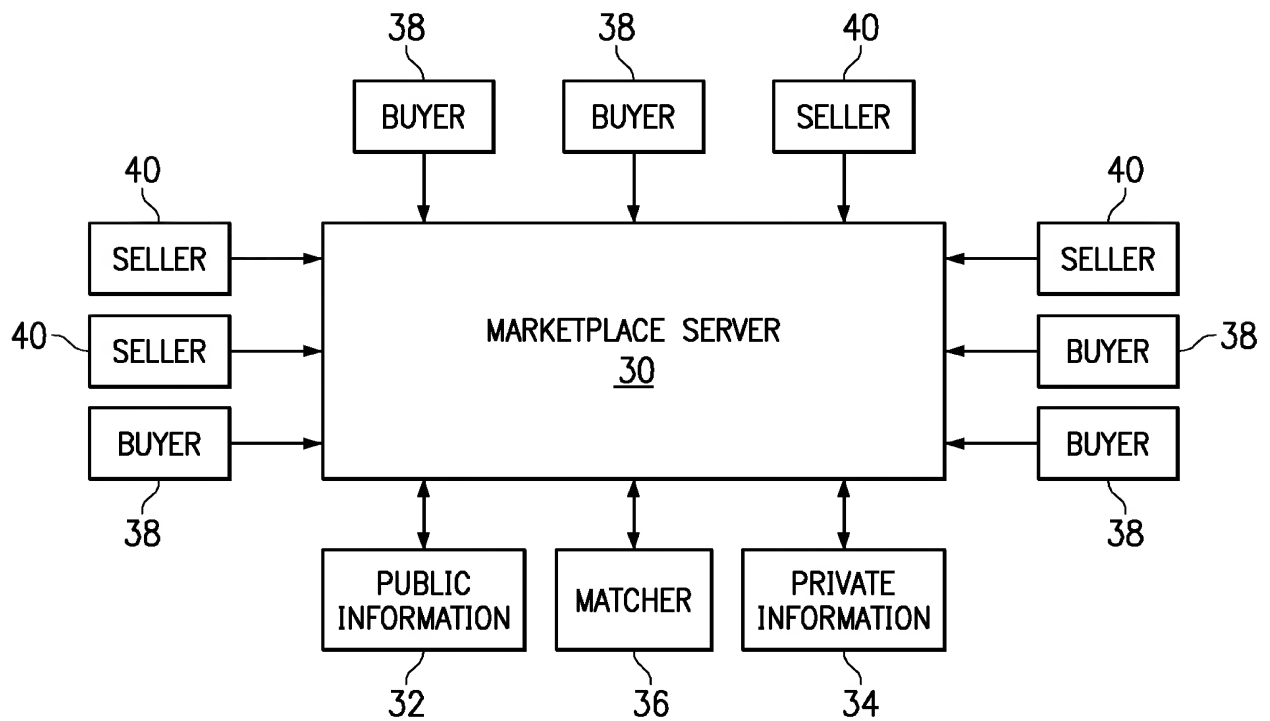 38
38
40
BUYER
BUYER
SELLER
40
40
SELLER
SELLER
MARKETPLACE SERVER
30
40
SELLER
BUYER
38
BUYER
BUYER
38
38
PUBLIC
INFORMATION
MATCHER
PRIVATE
INFORMATION
32
36
34